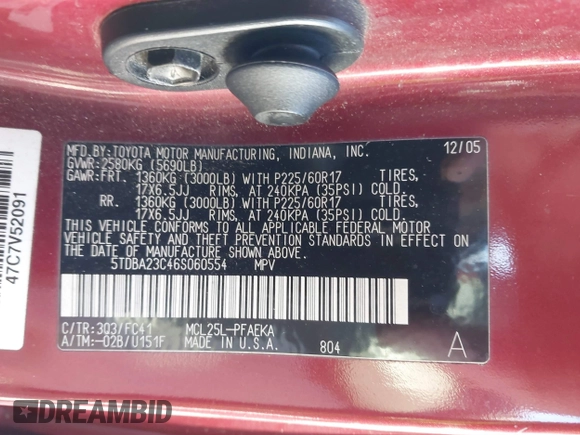 MFD.BY:TOYOTA MOTOR MANUFACTURING, INDIANA, INC. 12/05
GVWR:2580KG (5690LB)
GAWR:FRT. 1360KG (3000LB) WITH P225/60R17 TIRES,
17X6.5JJ RIMS, AT 240KPA (35PSI) COLD.
RR. 1360KG (3000LB) WITH P225/60R17 TIRES,
17X6.5JJ RIMS, AT 240KPA (35PSI) COLD.
THIS VEHICLE CONFORMS TO ALL APPLICABLE FEDERAL MOTOR
VEHICLE SAFETY AND THEFT PREVENTION STANDARDS IN EFFECT ON
THE DATE OF MANUFACTURE SHOWN ABOVE.
5TDBA23C46S060554 MPV
C/TR:3Q3/FC41 MCL25L-PFAEKA
A/TM:-02B/U151F MADE IN U.S.A. 804 A
47C7V52091
DREAMBID